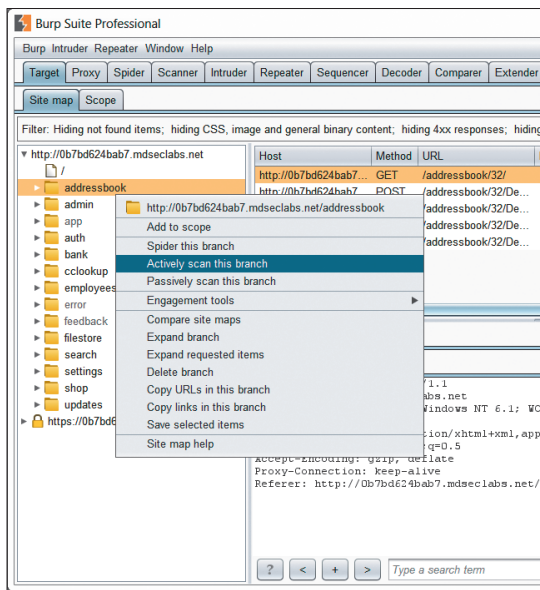 Burp Suite Professional
Burp Intruder Repeater Window Help
Target Proxy Spider Scanner Intruder Repeater Sequencer Decoder Comparer Extender
Site map Scope
Filter: Hiding not found items; hiding CSS, image and general binary content; hiding 4xx responses; hiding
http://0b7bd624bab7.mdseclabs.net
/
addressbook
admin
app
auth
bank
cclookup
employees
error
feedback
filestore
search
settings
shop
updates
https://0b7bd6
Host Method URL
http://0b7bd624bab7... GET /addressbook/32/
http://0b7bd624bab7... POST /addressbook/32/De...
/addressbook/32/De...
/addressbook/32/De...
/addressbook/32/De...
http://0b7bd624bab7.mdseclabs.net/addressbook
Add to scope
Spider this branch
Actively scan this branch
Passively scan this branch
Engagement tools
Compare site maps
Expand branch
Expand requested items
Delete branch
Copy URLs in this branch
Copy links in this branch
Save selected items
Site map help
/1.1
abs.net
Windows NT 6.1; WO
tion/xhtml+xml,app
;q=0.5
Accept-Encoding: gzip, deflate
Proxy-Connection: keep-alive
Referer: http://0b7bd624bab7.mdseclabs.net/
? < + > Type a search term